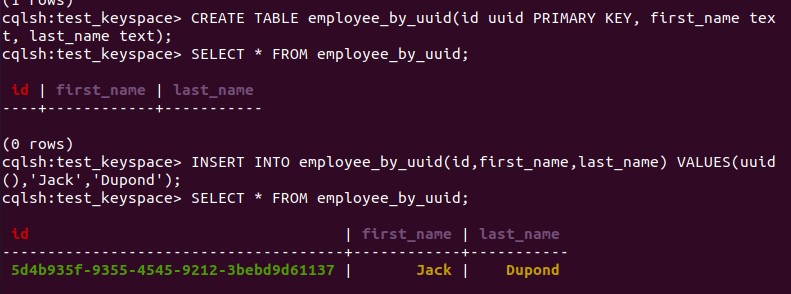 (1 rows)
cqlsh:test_keyspace> CREATE TABLE employee_by_uuid(id uuid PRIMARY KEY, first_name tex
t, last_name text);
cqlsh:test_keyspace> SELECT * FROM employee_by_uuid;
id | first_name | last_name
----+------------+-----------
(0 rows)
cqlsh:test_keyspace> INSERT INTO employee_by_uuid(id,first_name,last_name) VALUES(uuid
(),'Jack','Dupond');
cqlsh:test_keyspace> SELECT * FROM employee_by_uuid;
id | first_name | last_name
--------------------------------------+------------+-----------
5d4b935f-9355-4545-9212-3bebd9d61137 | Jack | Dupond